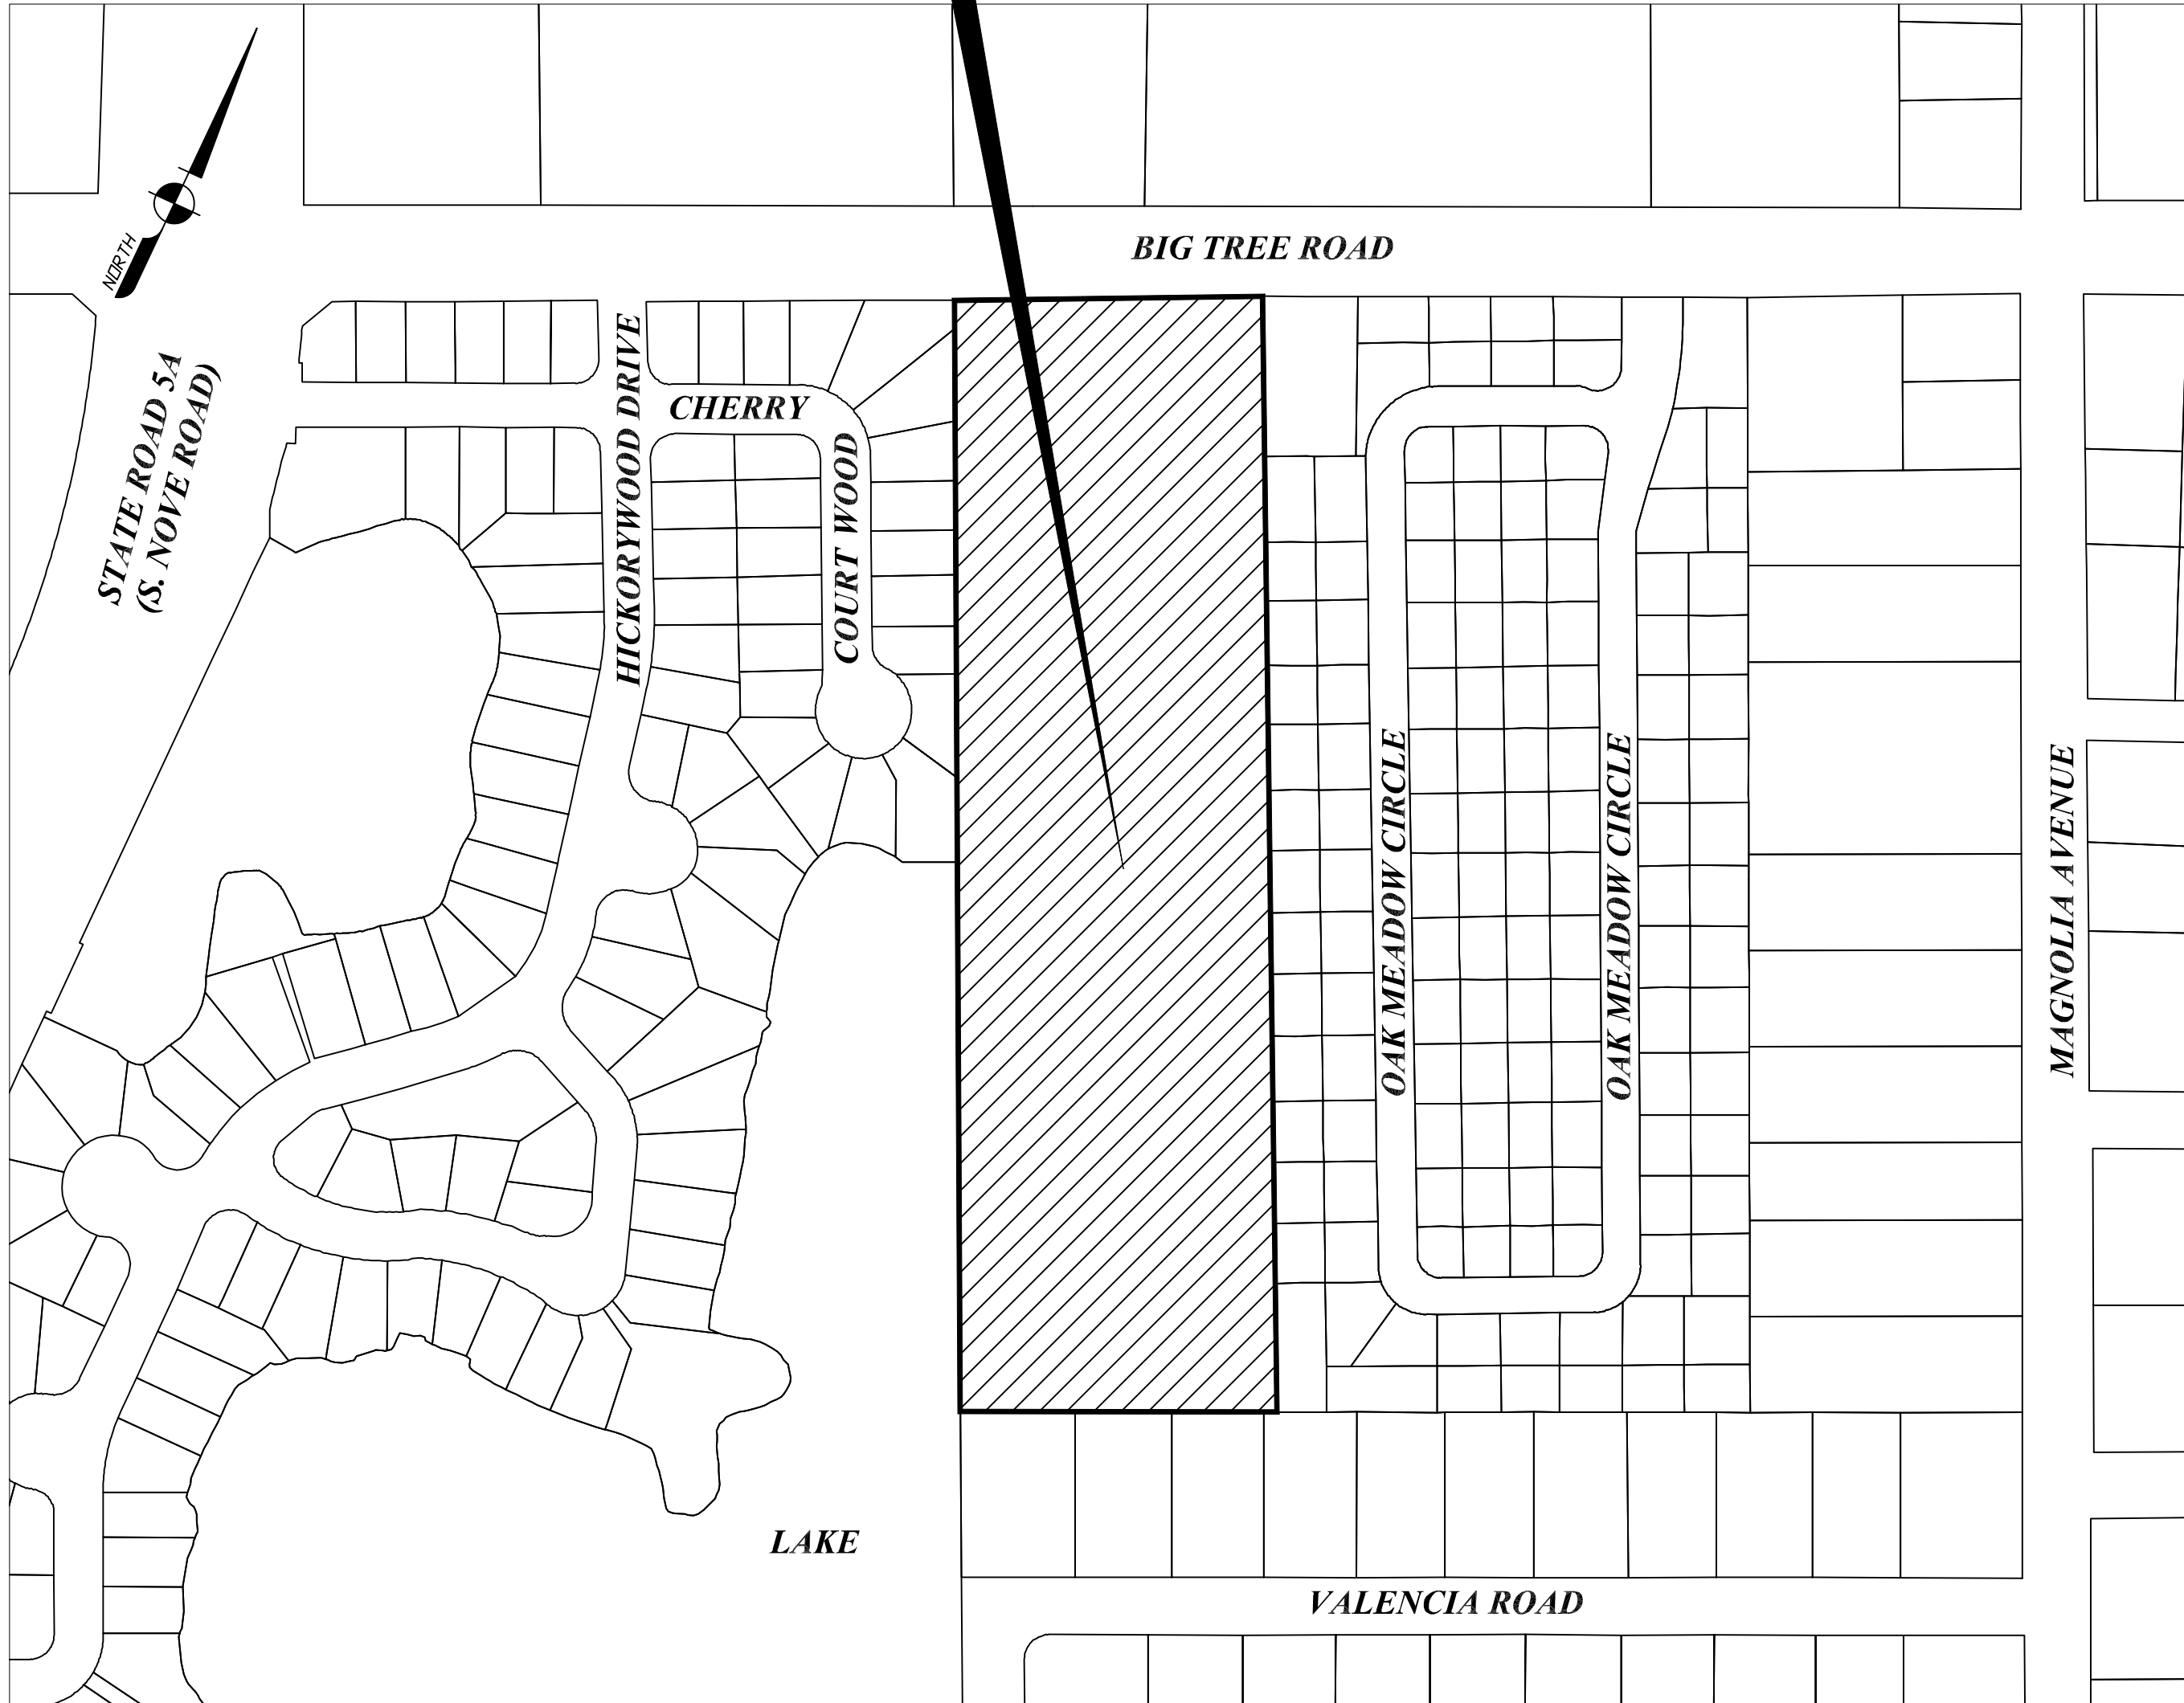 NORTH
BIG TREE ROAD
STATE ROAD 5A
(S. NOVE ROAD)
HICKORYWOOD DRIVE
CHERRY
COURT WOOD
OAK MEADOW CIRCLE
OAK MEADOW CIRCLE
MAGNOLIA AVENUE
LAKE
VALENCIA ROAD